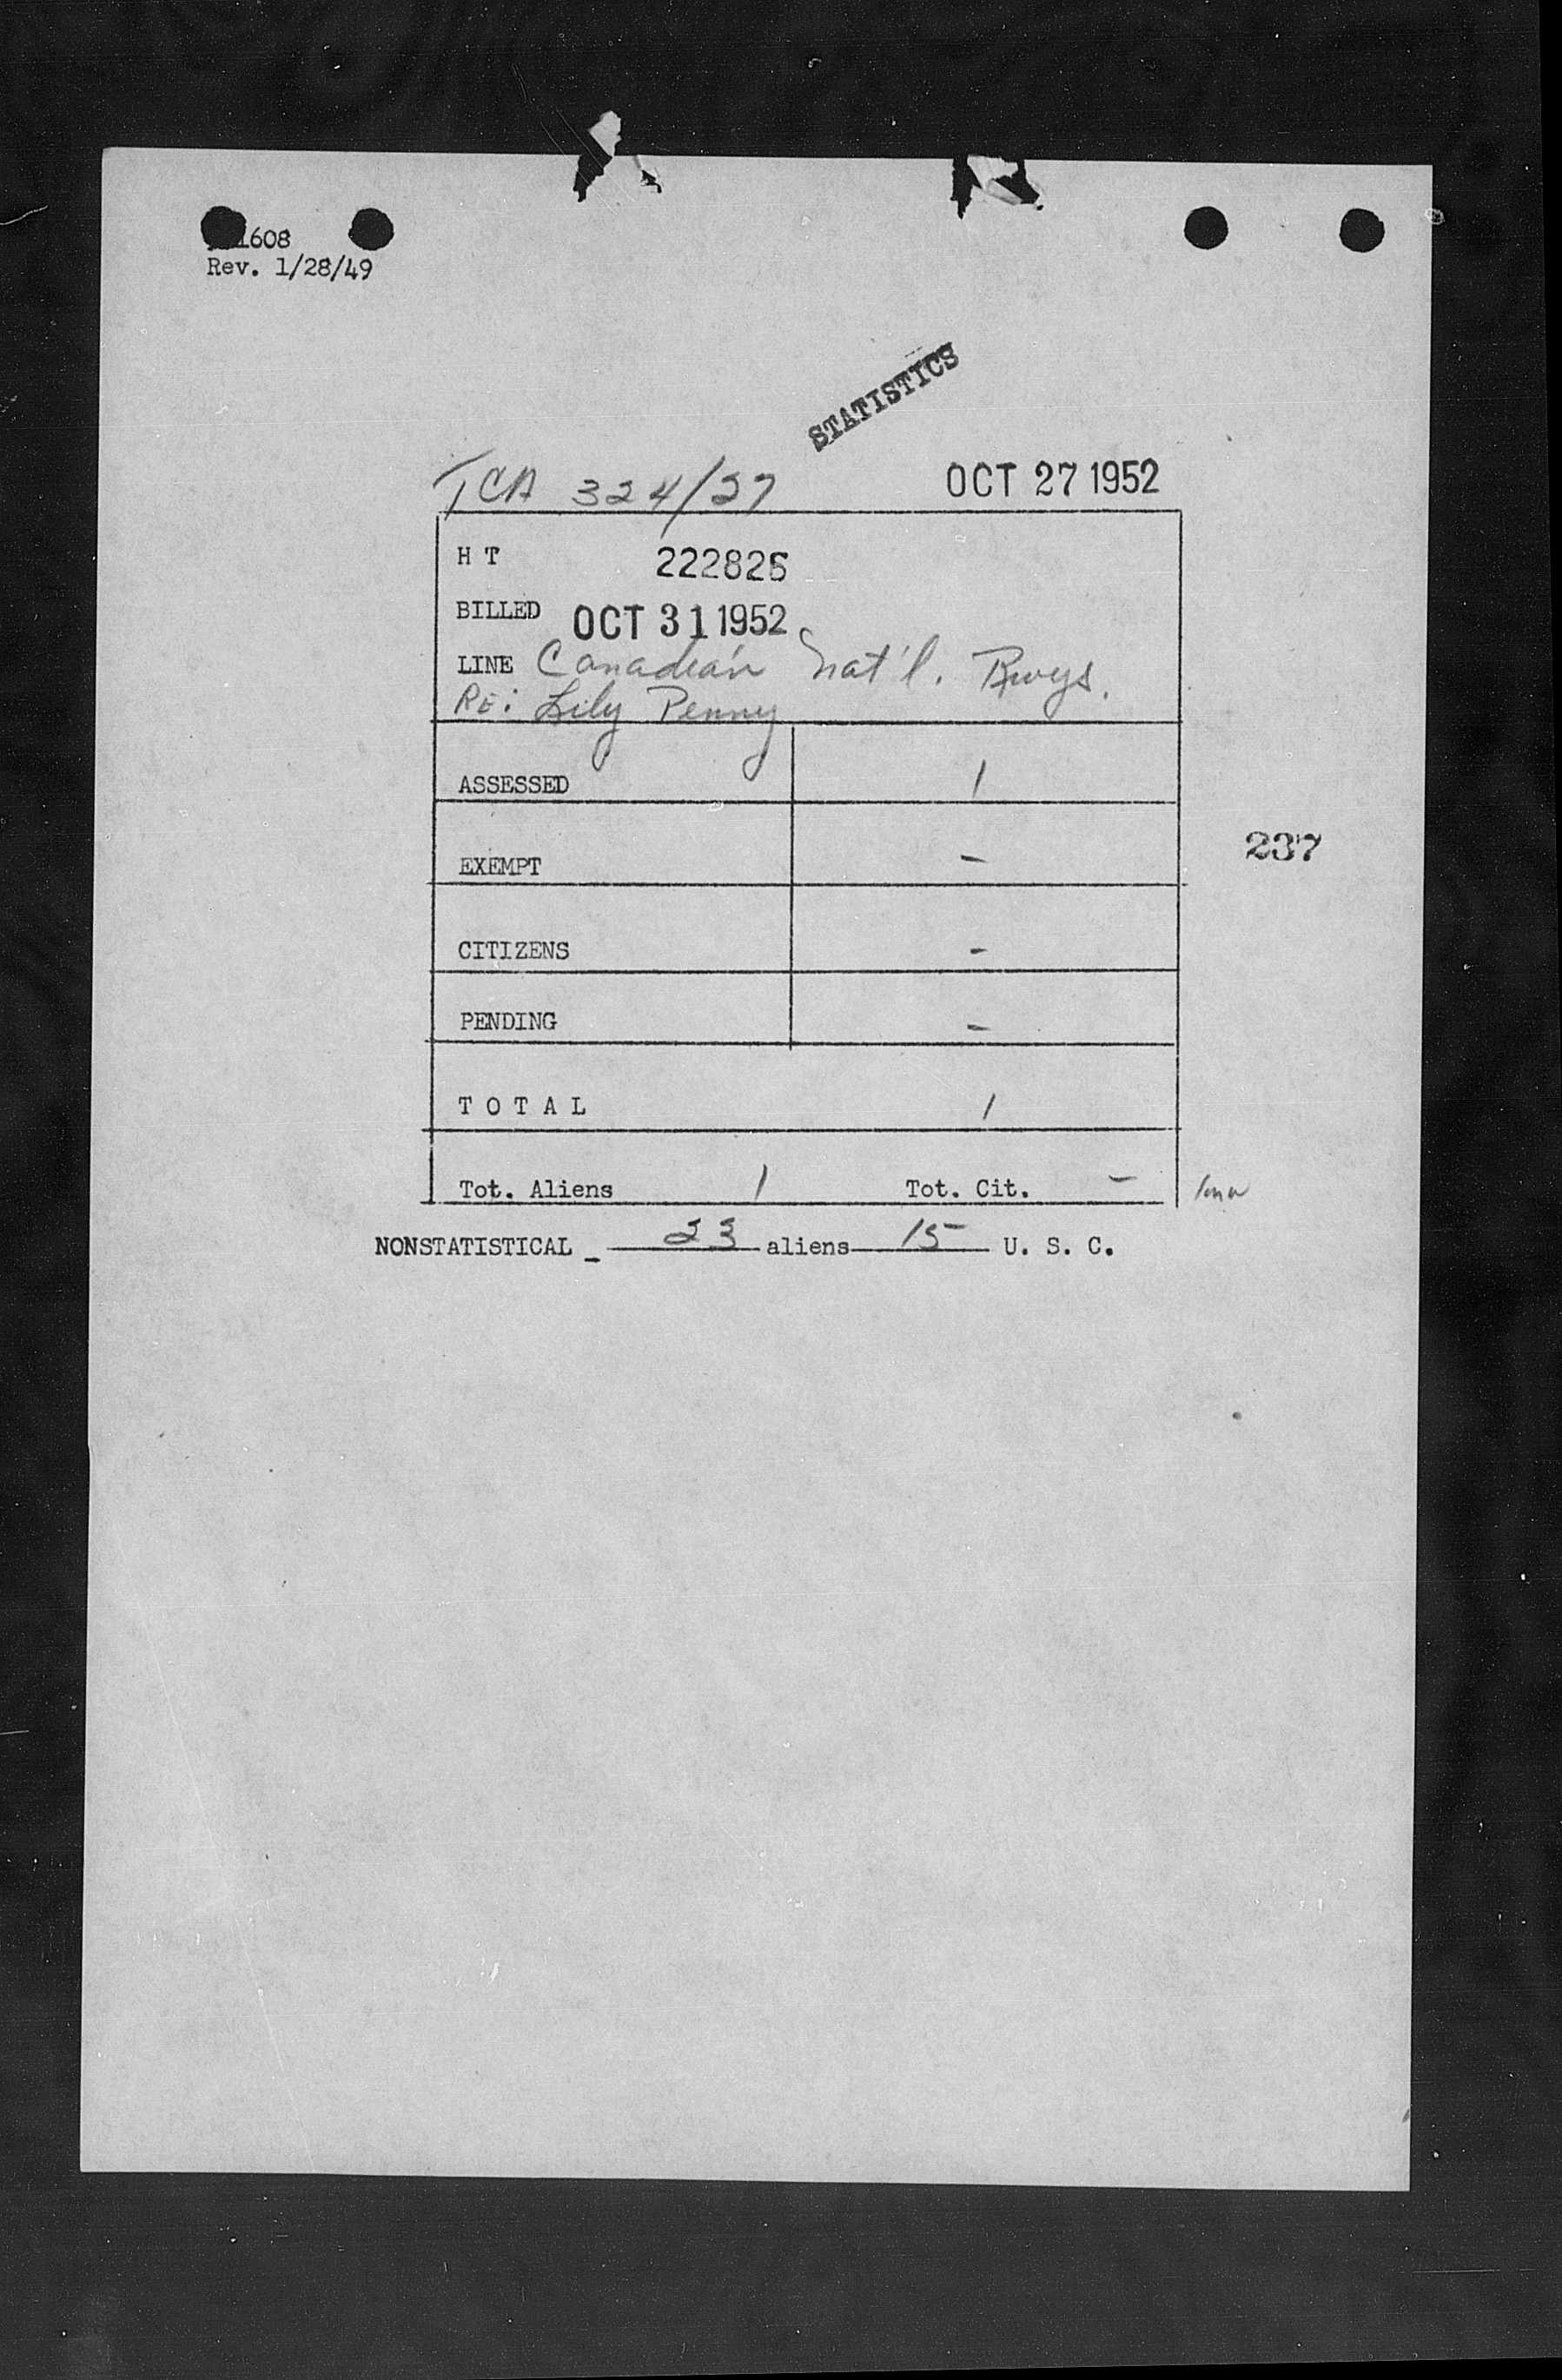 1608
Rev. 1/28/49
STATISTICS
TCA 324/27 OCT 27 1952
H T 222826
BILLED OCT 31 1952
LINE Canadian Nat'l. Rwys.
RE: Lily Penny
ASSESSED 1
237
EXEMPT -
CITIZENS -
PENDING -
T O T A L 1
Tot. Aliens 1 Tot. Cit. -
NONSTATISTICAL - 23 aliens 15 U. S. C.